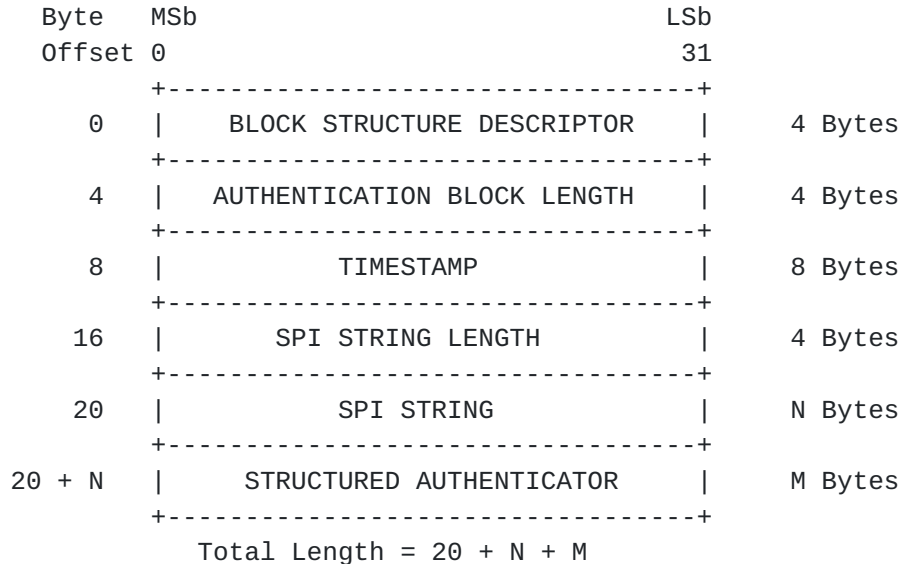 Byte   MSb                                LSb
Offset 0                                   31
       +----------------------------------+
   0   |    BLOCK STRUCTURE DESCRIPTOR    |     4 Bytes
       +----------------------------------+
   4   |   AUTHENTICATION BLOCK LENGTH    |     4 Bytes
       +----------------------------------+
   8   |           TIMESTAMP              |     8 Bytes
       +----------------------------------+
  16   |       SPI STRING LENGTH          |     4 Bytes
       +----------------------------------+
  20   |           SPI STRING             |     N Bytes
       +----------------------------------+
20 + N   |     STRUCTURED AUTHENTICATOR     |     M Bytes
       +----------------------------------+
          Total Length = 20 + N + M